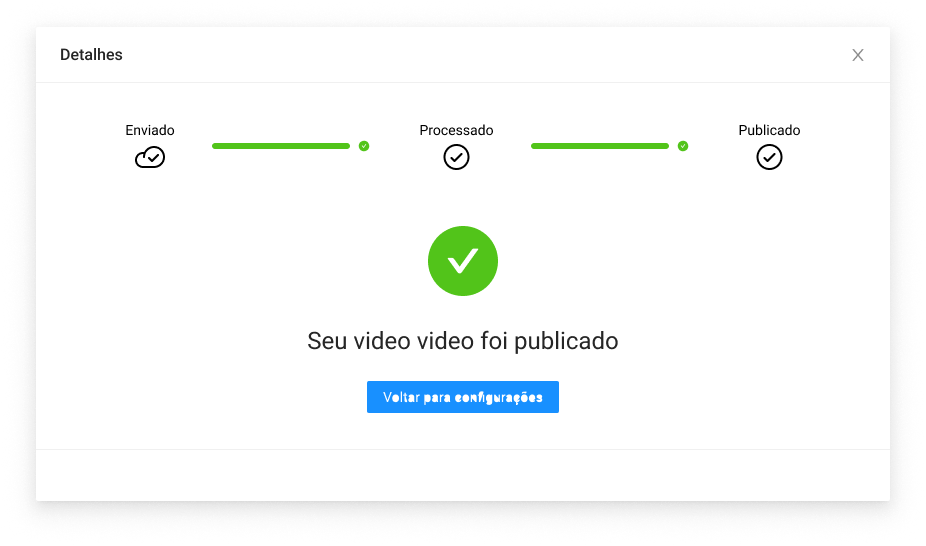 Detalhes
Enviado
Processado
Publicado
Seu video video foi publicado
Voltar para configurações